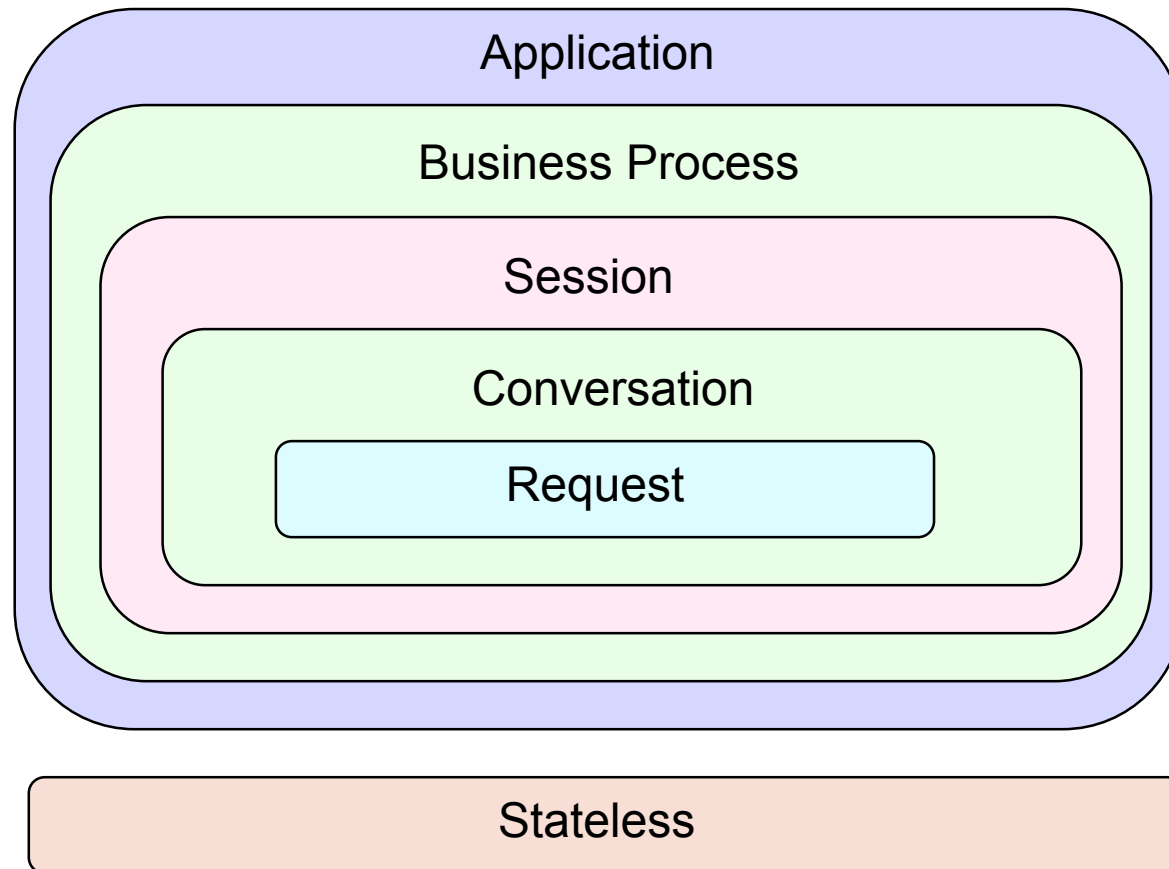 Application
Business Process
Session
Conversation
Request
Stateless